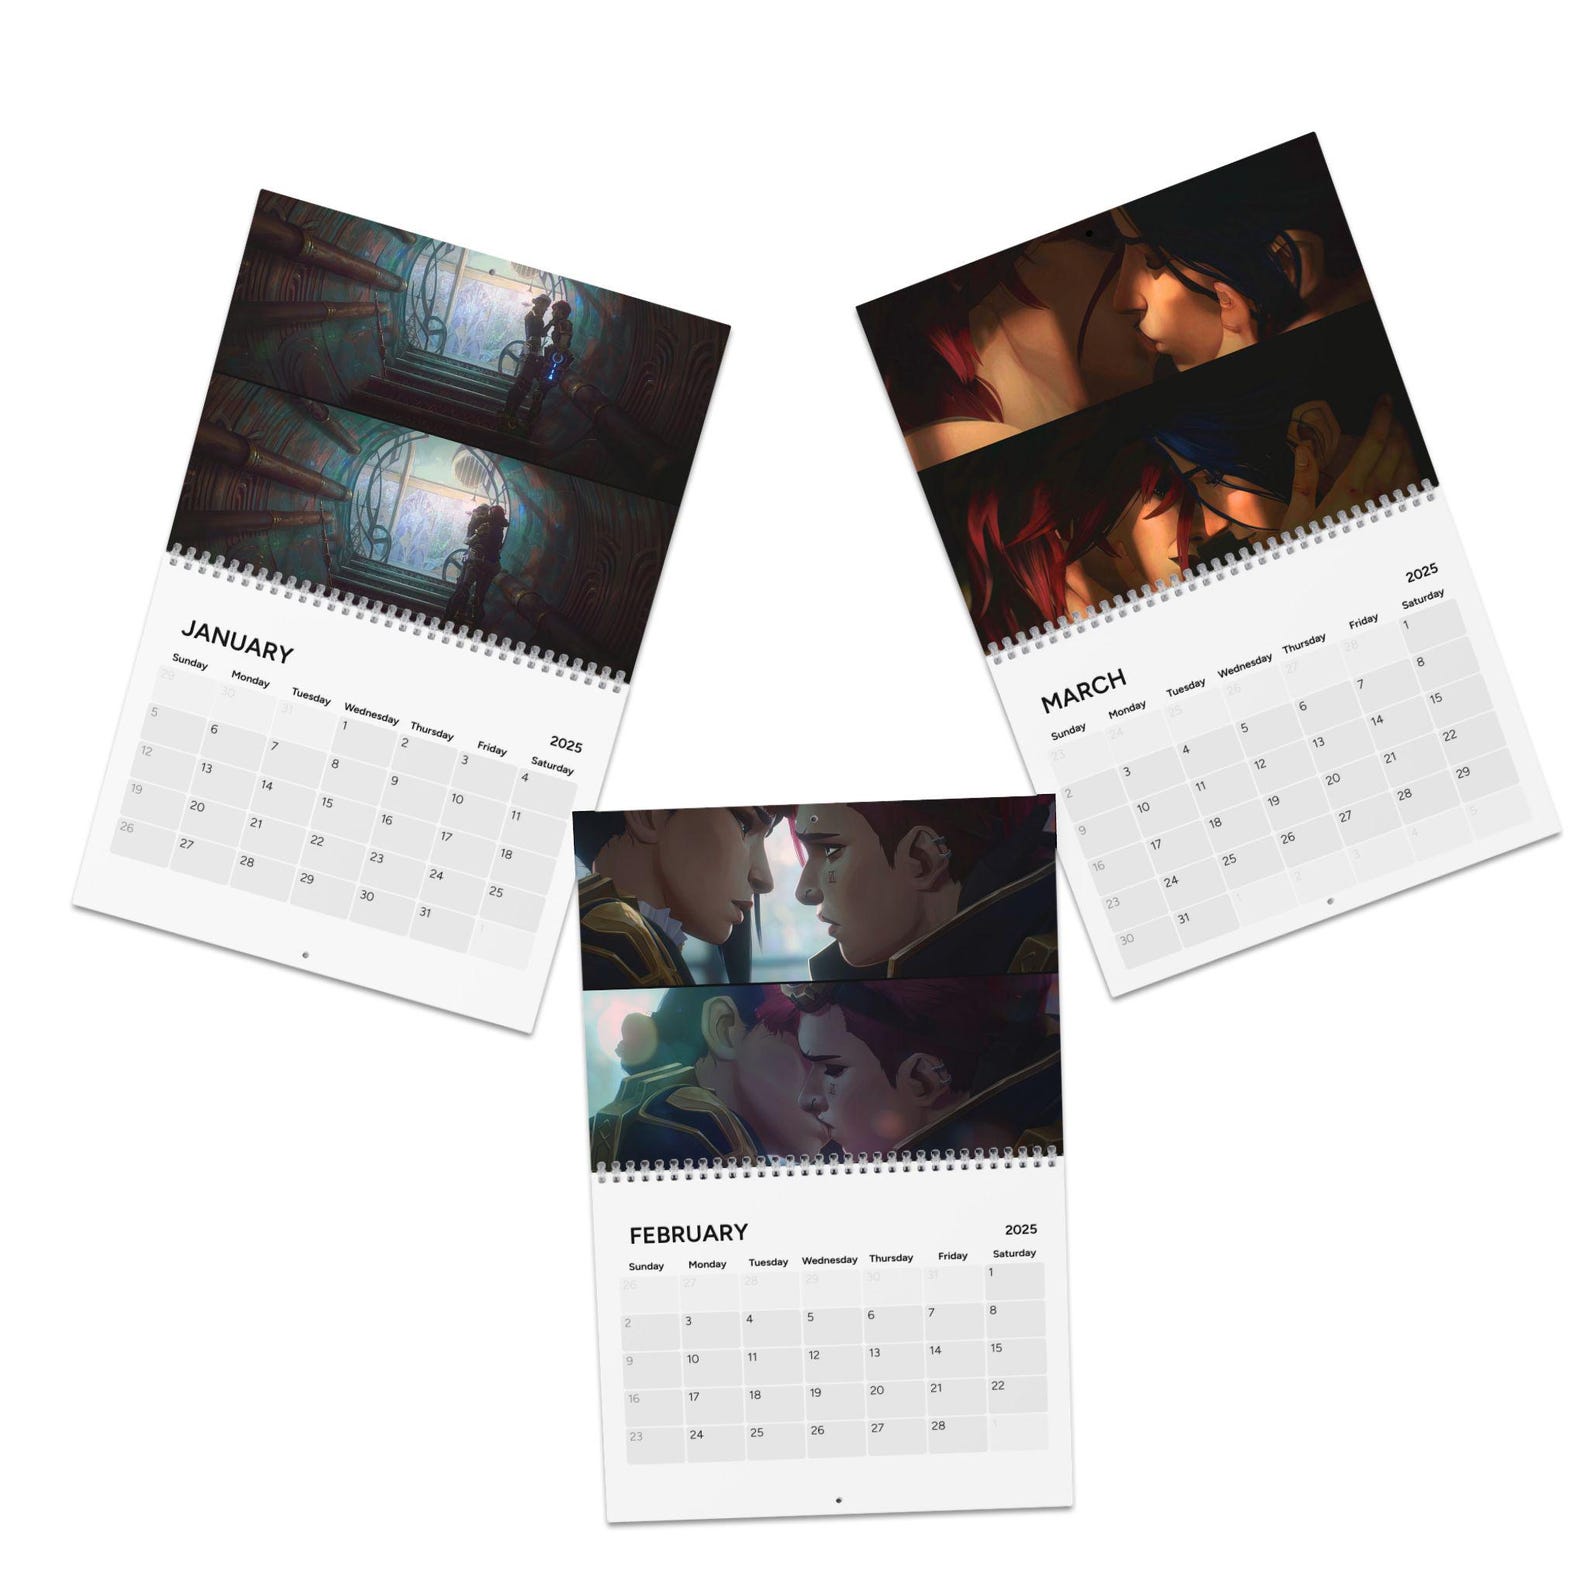 JANUARY
2025
Sunday Monday Tuesday Wednesday Thursday Friday Saturday
29 30 31 1 2 3 4
5 6 7 8 9 10 11
12 13 14 15 16 17 18
19 20 21 22 23 24 25
26 27 28 29 30 31 1
MARCH
2025
Sunday Monday Tuesday Wednesday Thursday Friday Saturday
23 24 25 26 27 28 1
2 3 4 5 6 7 8
9 10 11 12 13 14 15
16 17 18 19 20 21 22
23 24 25 26 27 28 29
30 31 1 2 3 4 5
FEBRUARY 2025
Sunday Monday Tuesday Wednesday Thursday Friday Saturday
26 27 28 29 30 31 1
2 3 4 5 6 7 8
9 10 11 12 13 14 15
16 17 18 19 20 21 22
23 24 25 26 27 28 1